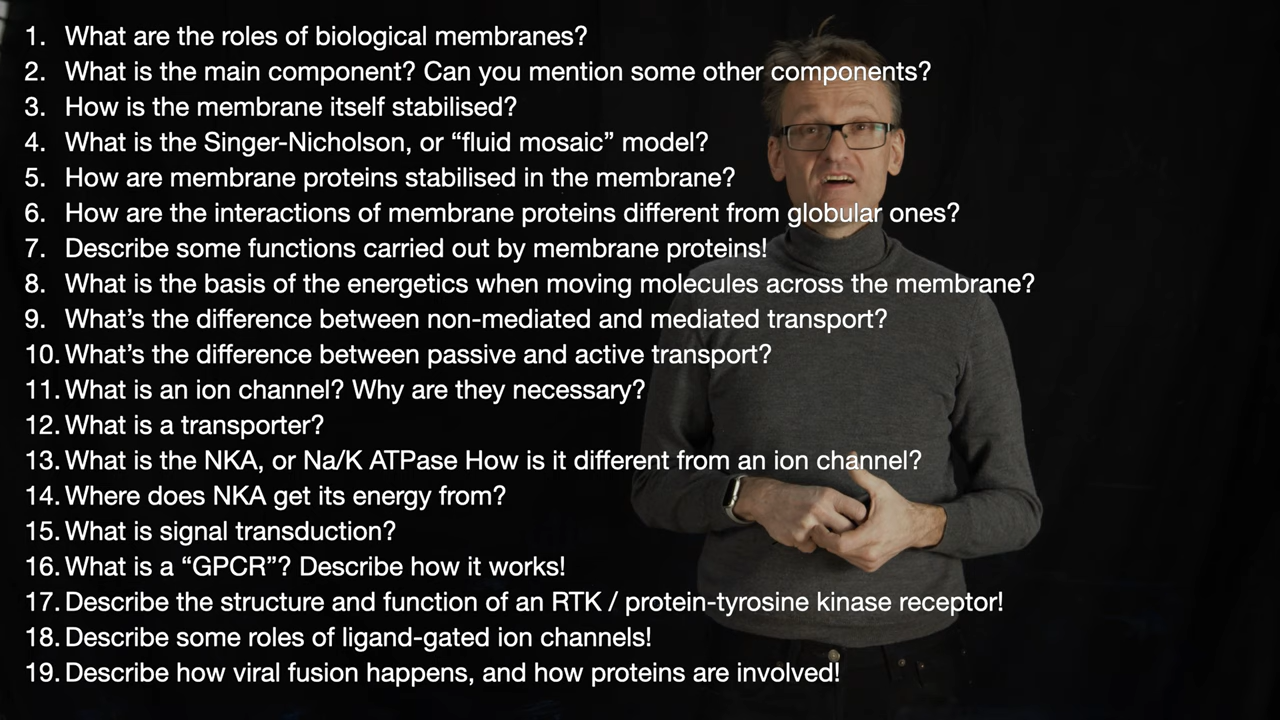 1. What are the roles of biological membranes?
2. What is the main component? Can you mention some other components?
3. How is the membrane itself stabilised?
4. What is the Singer-Nicholson, or “fluid mosaic” model?
5. How are membrane proteins stabilised in the membrane?
6. How are the interactions of membrane proteins different from globular ones?
7. Describe some functions carried out by membrane proteins!
8. What is the basis of the energetics when moving molecules across the membrane?
9. What’s the difference between non-mediated and mediated transport?
10. What’s the difference between passive and active transport?
11. What is an ion channel? Why are they necessary?
12. What is a transporter?
13. What is the NKA, or Na/K ATPase How is it different from an ion channel?
14. Where does NKA get its energy from?
15. What is signal transduction?
16. What is a “GPCR”? Describe how it works!
17. Describe the structure and function of an RTK / protein-tyrosine kinase receptor!
18. Describe some roles of ligand-gated ion channels!
19. Describe how viral fusion happens, and how proteins are involved!